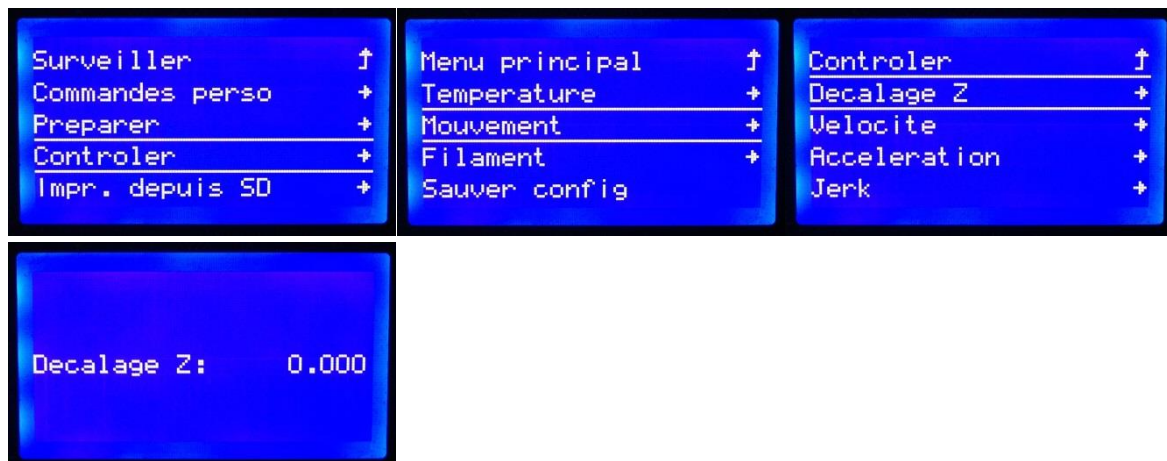 Surveiller
Commandes perso
Preparer
Controler
Impr. depuis SD
Menu principal
Temperature
Mouvement
Filament
Sauver config
Controler
Decalage Z
Velocite
Acceleration
Jerk
Decalage Z: 0.000